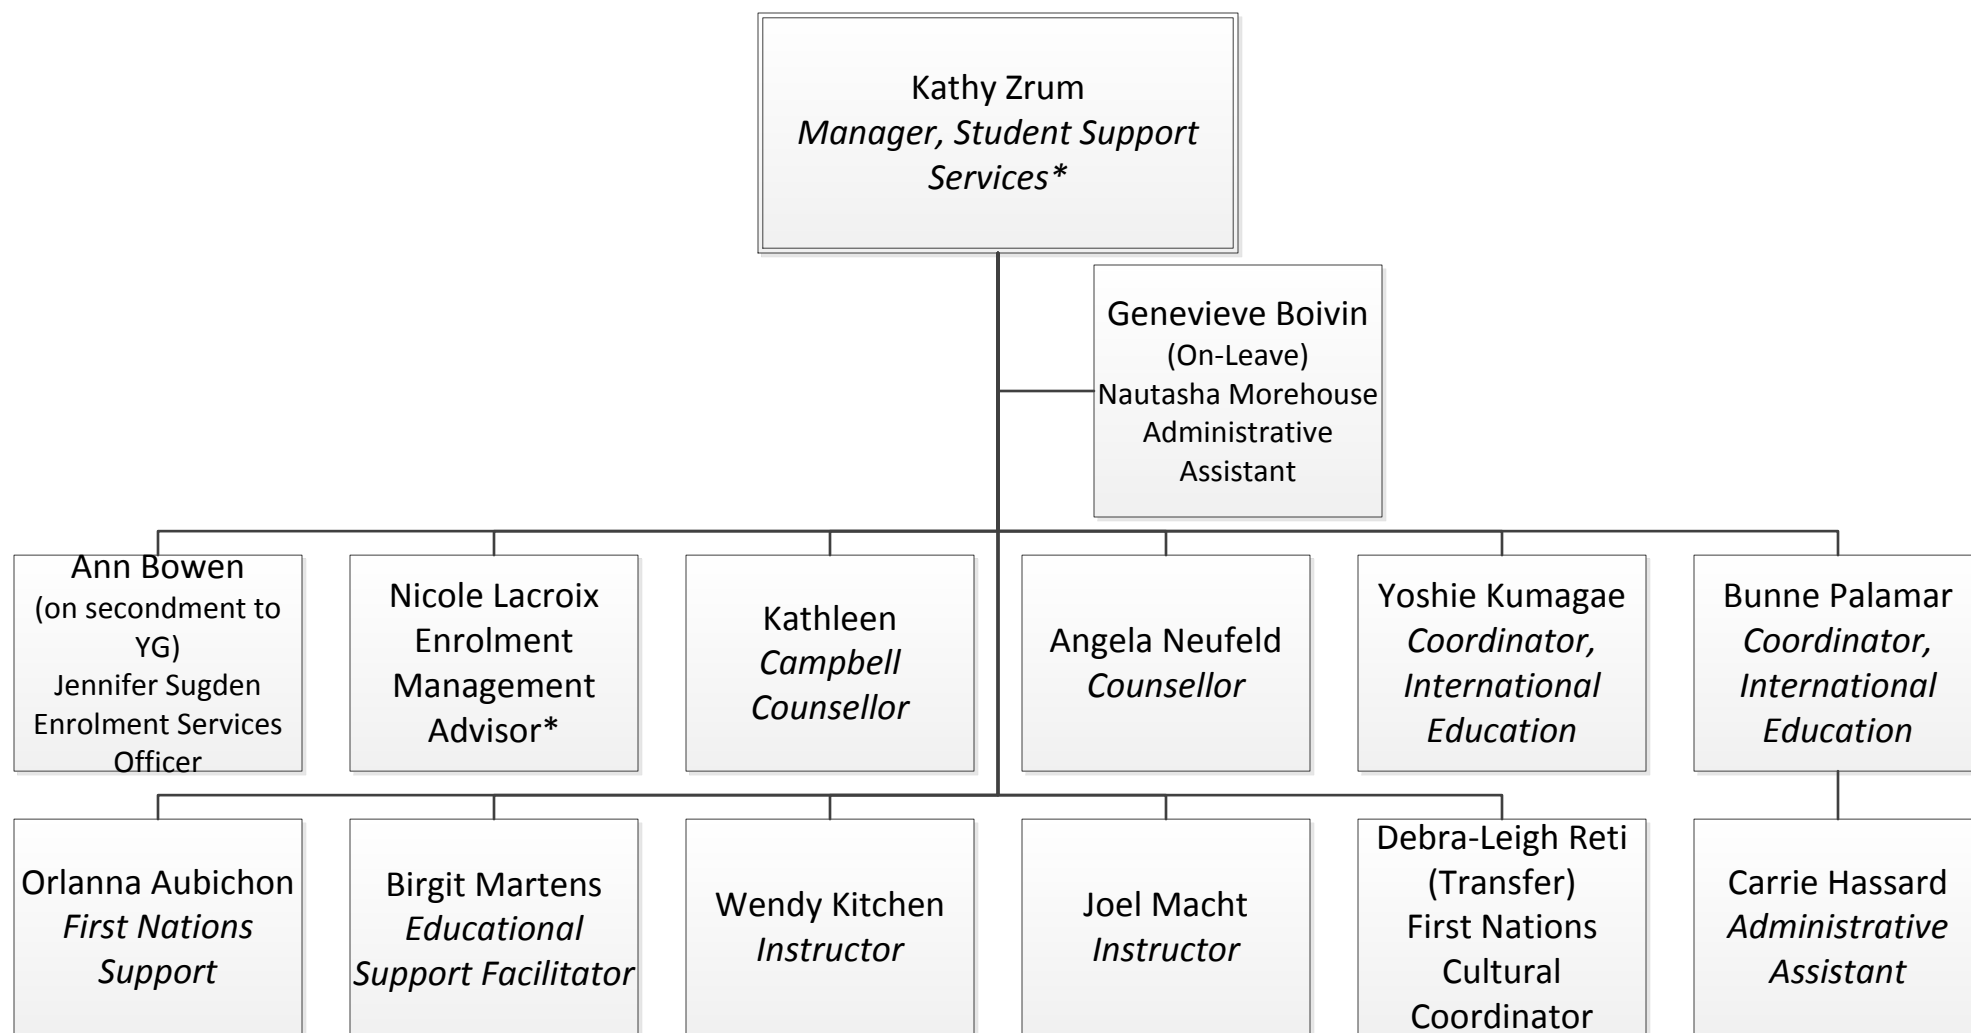 Kathy Zrum
Manager, Student Support
Services*
Genevieve Boivin
(On-Leave)
Nautasha Morehouse
Administrative
Assistant
Ann Bowen
(on secondment to
YG)
Jennifer Sugden
Enrolment Services
Officer
Nicole Lacroix
Enrolment
Management
Advisor*
Kathleen
Campbell
Counsellor
Angela Neufeld
Counsellor
Yoshie Kumagae
Coordinator,
International
Education
Bunne Palamar
Coordinator,
International
Education
Orlanna Aubichon
First Nations
Support
Birgit Martens
Educational
Support Facilitator
Wendy Kitchen
Instructor
Joel Macht
Instructor
Debra-Leigh Reti
(Transfer)
First Nations
Cultural
Coordinator
Carrie Hassard
Administrative
Assistant